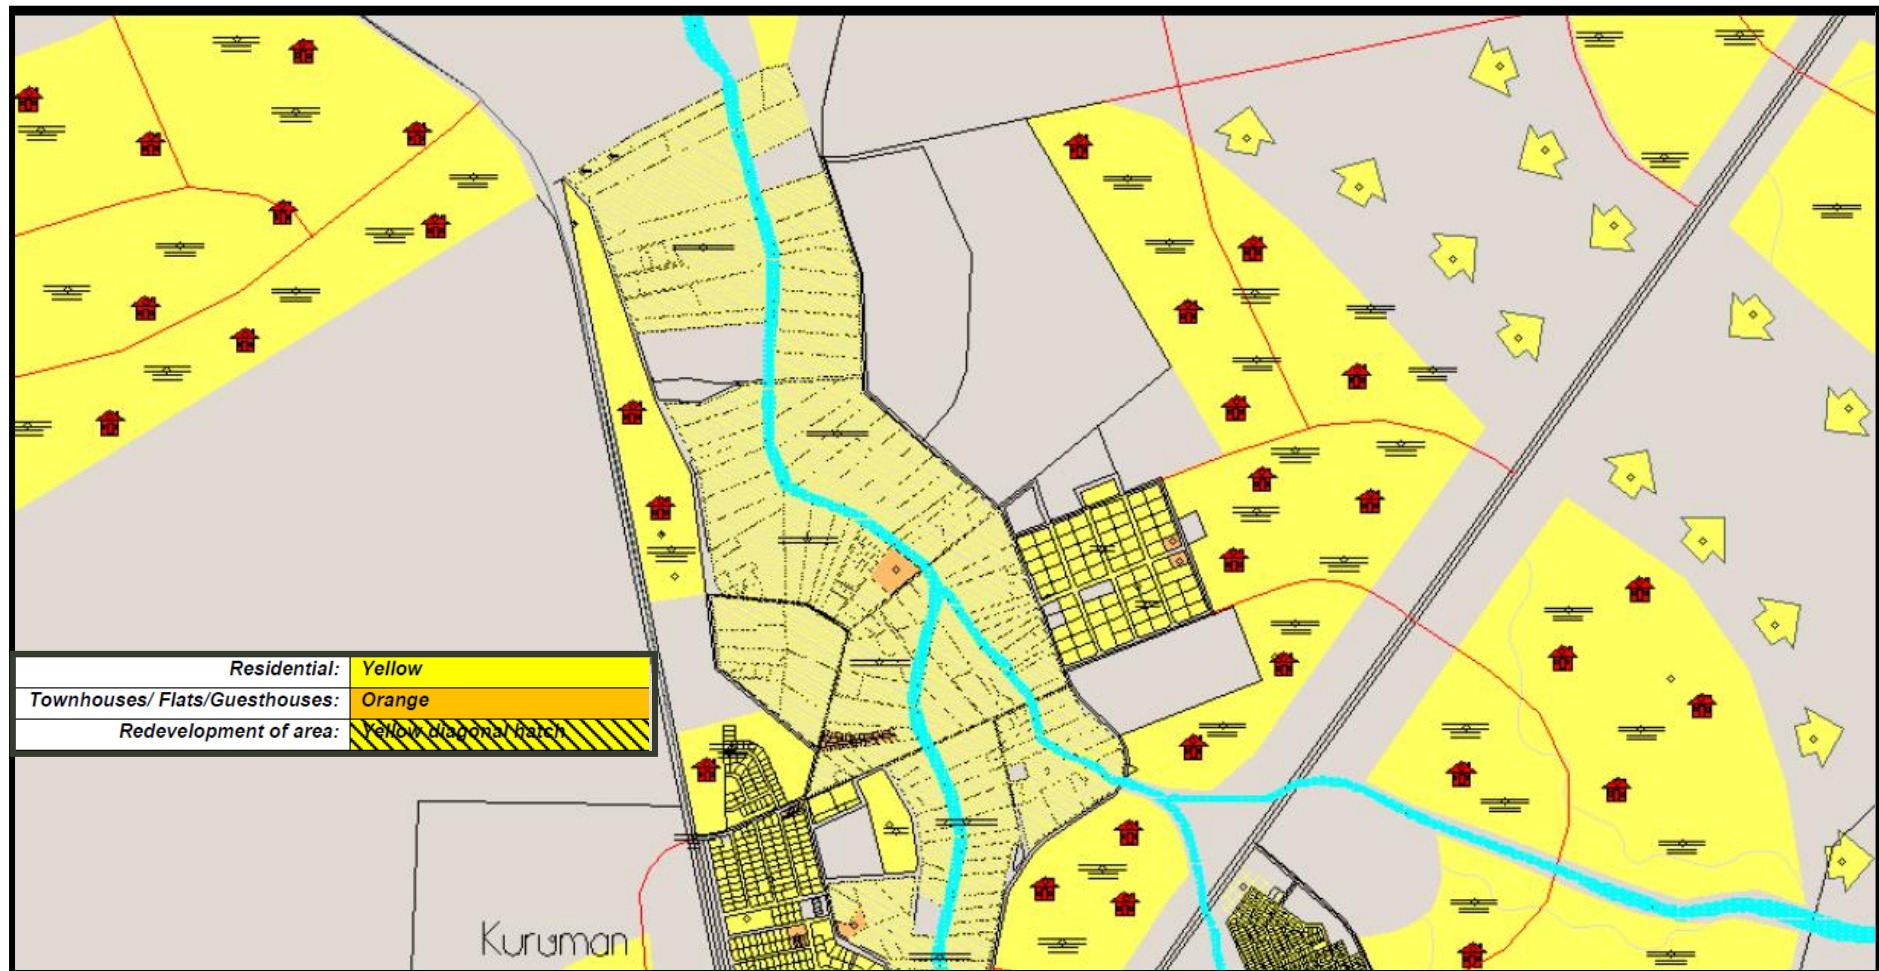 Residential: Yellow
Townhouses/ Flats/Guesthouses: Orange
Redevelopment of area: Yellow diagonal hatch
Kuruman